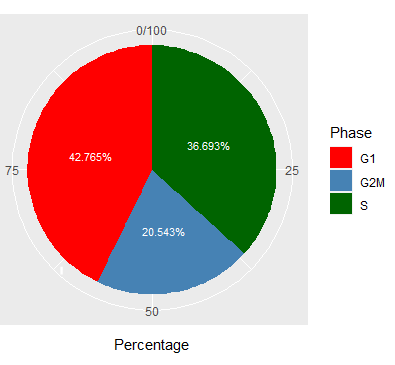 0/100
Phase
G1
G2M
S
42.765%
36.693%
75
25
20.543%
50
Percentage